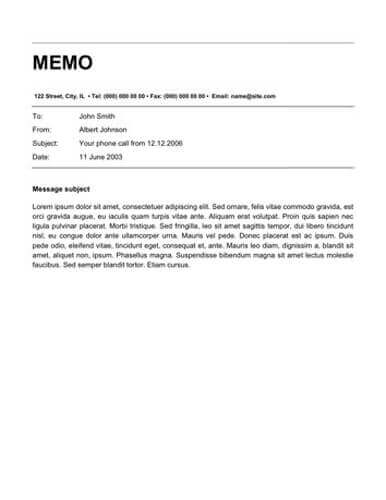 MEMO
122 Street, City, IL • Tel: (000) 000 00 00 • Fax: (000) 000 00 00 • Email: name@site.com
To: John Smith
From: Albert Johnson
Subject: Your phone call from 12.12.2006
Date: 11 June 2003
Message subject
Lorem ipsum dolor sit amet, consectetuer adipiscing elit. Sed ornare, felis vitae commodo gravida, est
orci gravida augue, eu iaculis quam turpis vitae ante. Aliquam erat volutpat. Proin quis sapien nec
ligula pulvinar placerat. Morbi tristique. Sed fringilla, leo sit amet sagittis tempor, dui libero tincidunt
nisl, eu congue dolor ante ullamcorper urna. Mauris vel pede. Donec placerat est ac ipsum. Duis
pede odio, eleifend vitae, tincidunt eget, consequat et, ante. Mauris leo diam, dignissim a, blandit sit
amet, aliquet non, ipsum. Phasellus magna. Suspendisse bibendum magna sit amet lectus molestie
faucibus. Sed semper blandit tortor. Etiam cursus.